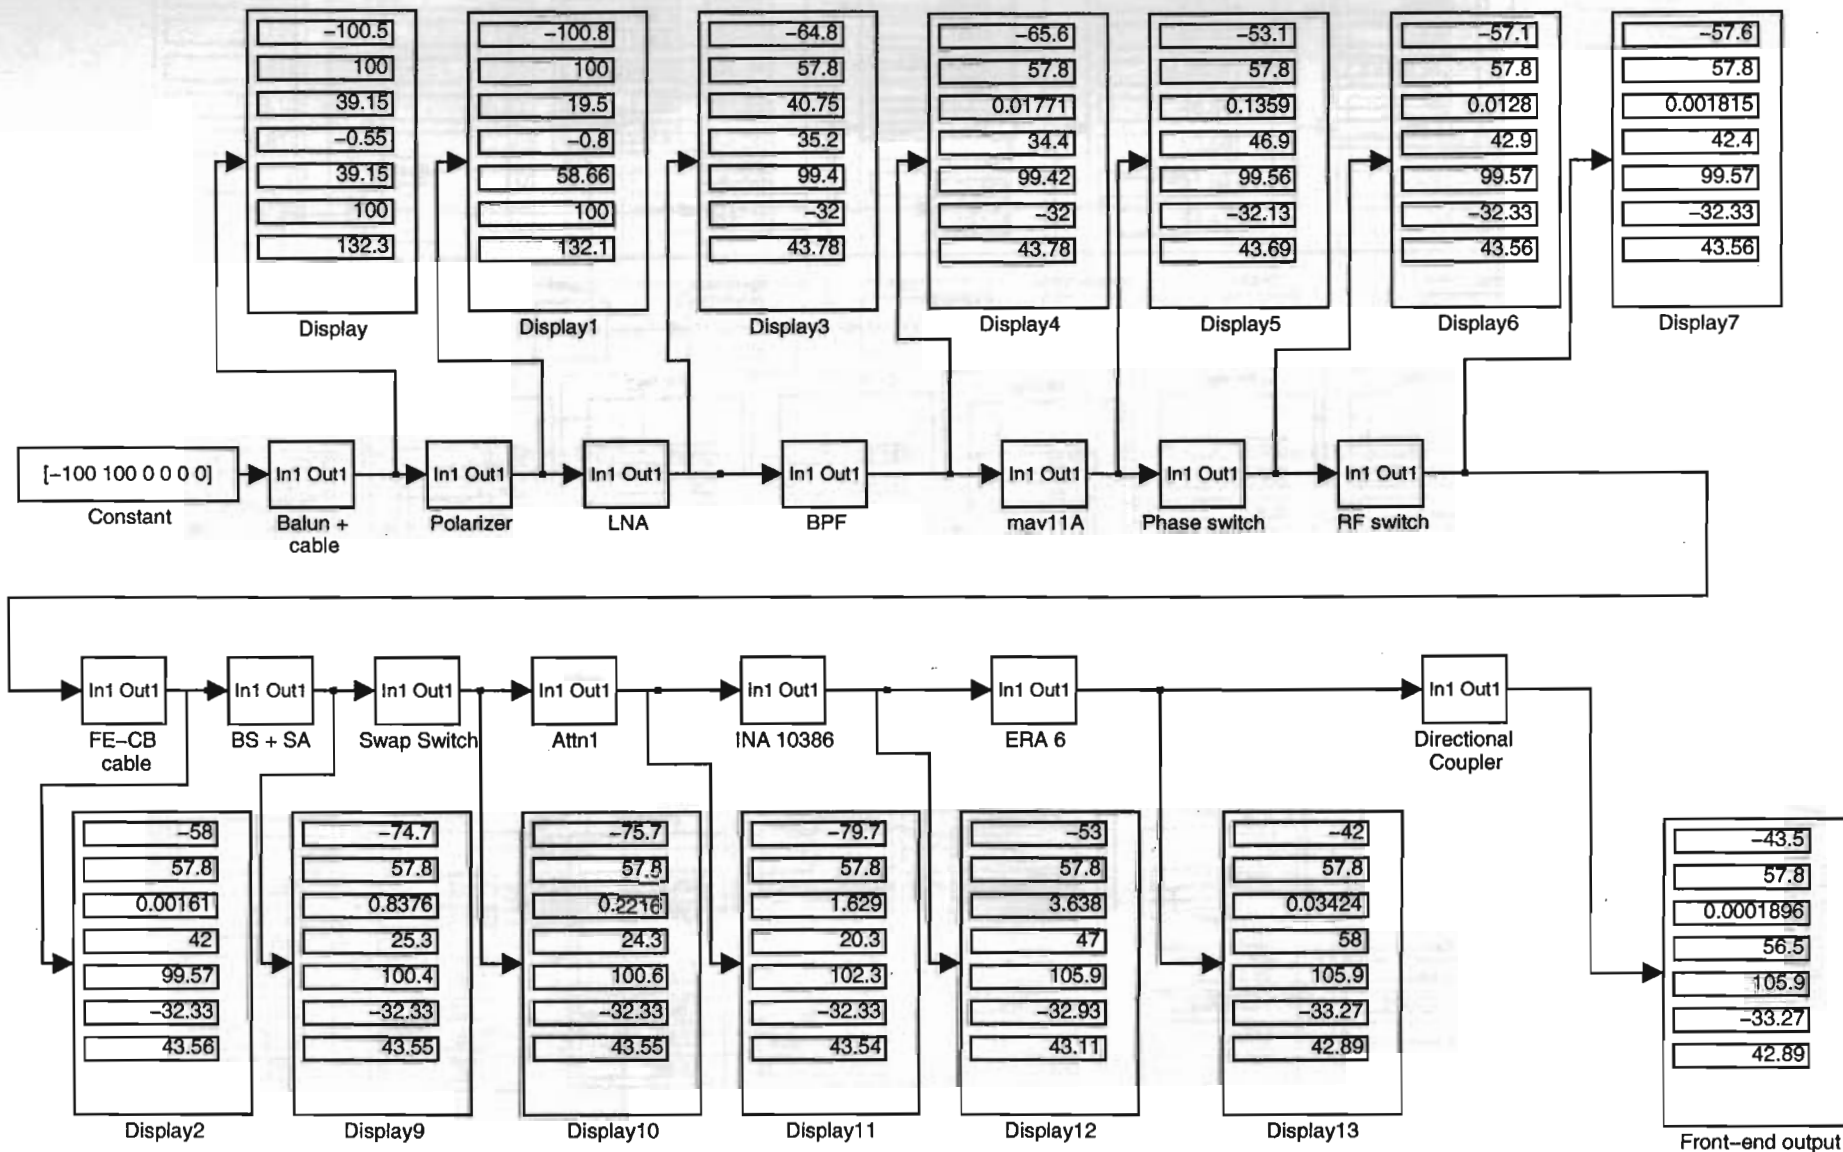 -100.5
100
39.15
-0.55
39.15
100
132.3
Display
-100.8
100
19.5
-0.8
58.66
100
132.1
Display1
-64.8
57.8
40.75
35.2
99.4
-32
43.78
Display3
-65.6
57.8
0.01771
34.4
99.42
-32
43.78
Display4
-53.1
57.8
0.1359
46.9
99.56
-32.13
43.69
Display5
-57.1
57.8
0.0128
42.9
99.57
-32.33
43.56
Display6
-57.6
57.8
0.001815
42.4
99.57
-32.33
43.56
Display7
[-100 100 0 0 0 0 0]
Constant
In1 Out1
Balun +
cable
In1 Out1
Polarizer
In1 Out1
LNA
In1 Out1
BPF
In1 Out1
mav11A
In1 Out1
Phase switch
In1 Out1
RF switch
In1 Out1
FE-CB
cable
In1 Out1
BS + SA
In1 Out1
Swap Switch
In1 Out1
Attn1
In1 Out1
INA 10386
In1 Out1
ERA 6
In1 Out1
Directional
Coupler
-58
57.8
0.00161
42
99.57
-32.33
43.56
Display2
-74.7
57.8
0.8376
25.3
100.4
-32.33
43.55
Display9
-75.7
57.8
0.2216
24.3
100.6
-32.33
43.55
Display10
-79.7
57.8
1.629
20.3
102.3
-32.33
43.54
Display11
-53
57.8
3.638
47
105.9
-32.93
43.11
Display12
-42
57.8
0.03424
58
105.9
-33.27
42.89
Display13
-43.5
57.8
0.0001896
56.5
105.9
-33.27
42.89
Front-end output